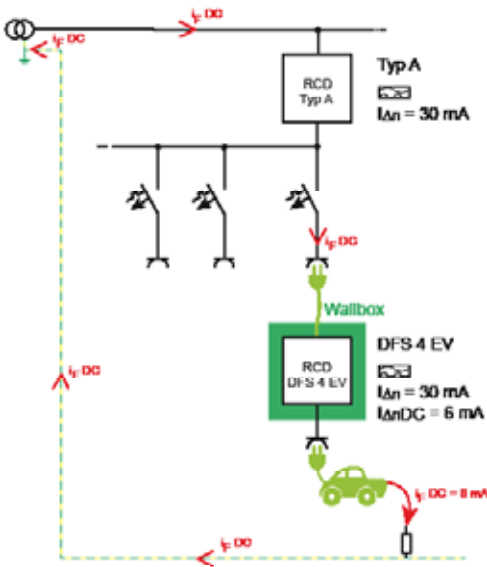 iF DC
iF DC
RCD
Typ A
Typ A
IΔn = 30 mA
iF DC
Wallbox
RCD
DFS 4 EV
DFS 4 EV
IΔn = 30 mA
IΔnDC = 6 mA
iF DC
iF DC = 6 mA
iF DC